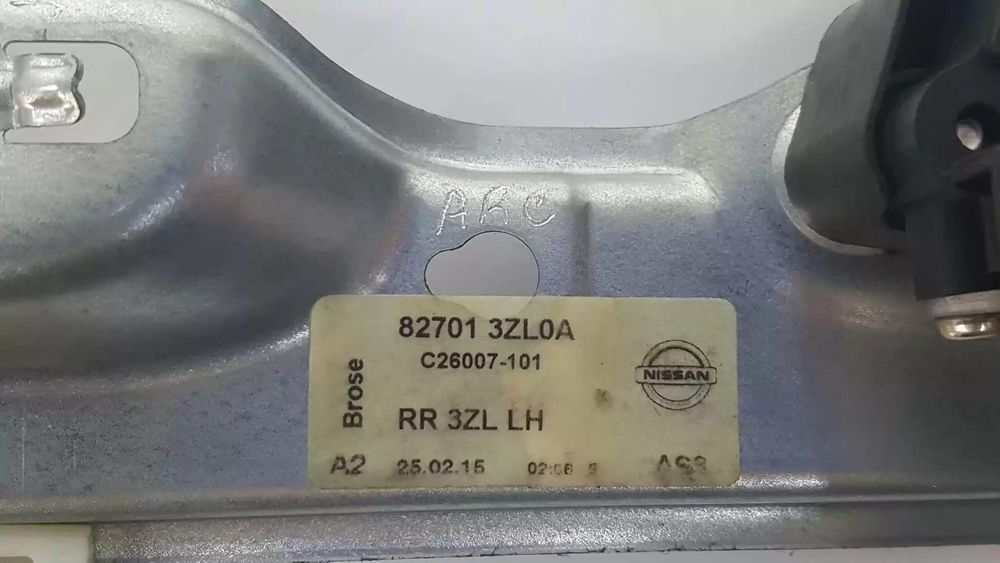 ARC
82701 3ZL0A
C26007-101
NISSAN
Brose
RR 3ZL LH
A2 25.02.15